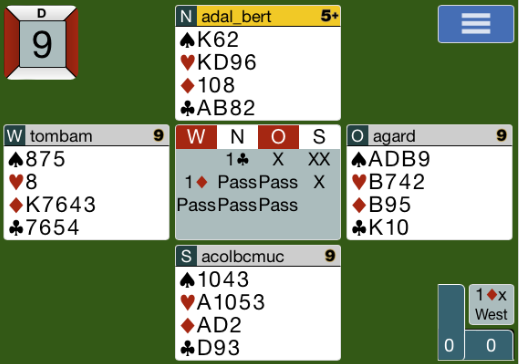 D
9
N adal_bert 5+
♠K62
♥KD96
♦108
♣AB82
W tombam 9
♠875
♥8
♦K7643
♣7654
W N O S
1♣ X XX
1♦ Pass Pass X
Pass Pass Pass
O agard 9
♠ADB9
♥B742
♦B95
♣K10
S acolbcmuc 9
♠1043
♥A1053
♦AD2
♣D93
1♦x
West
0 0